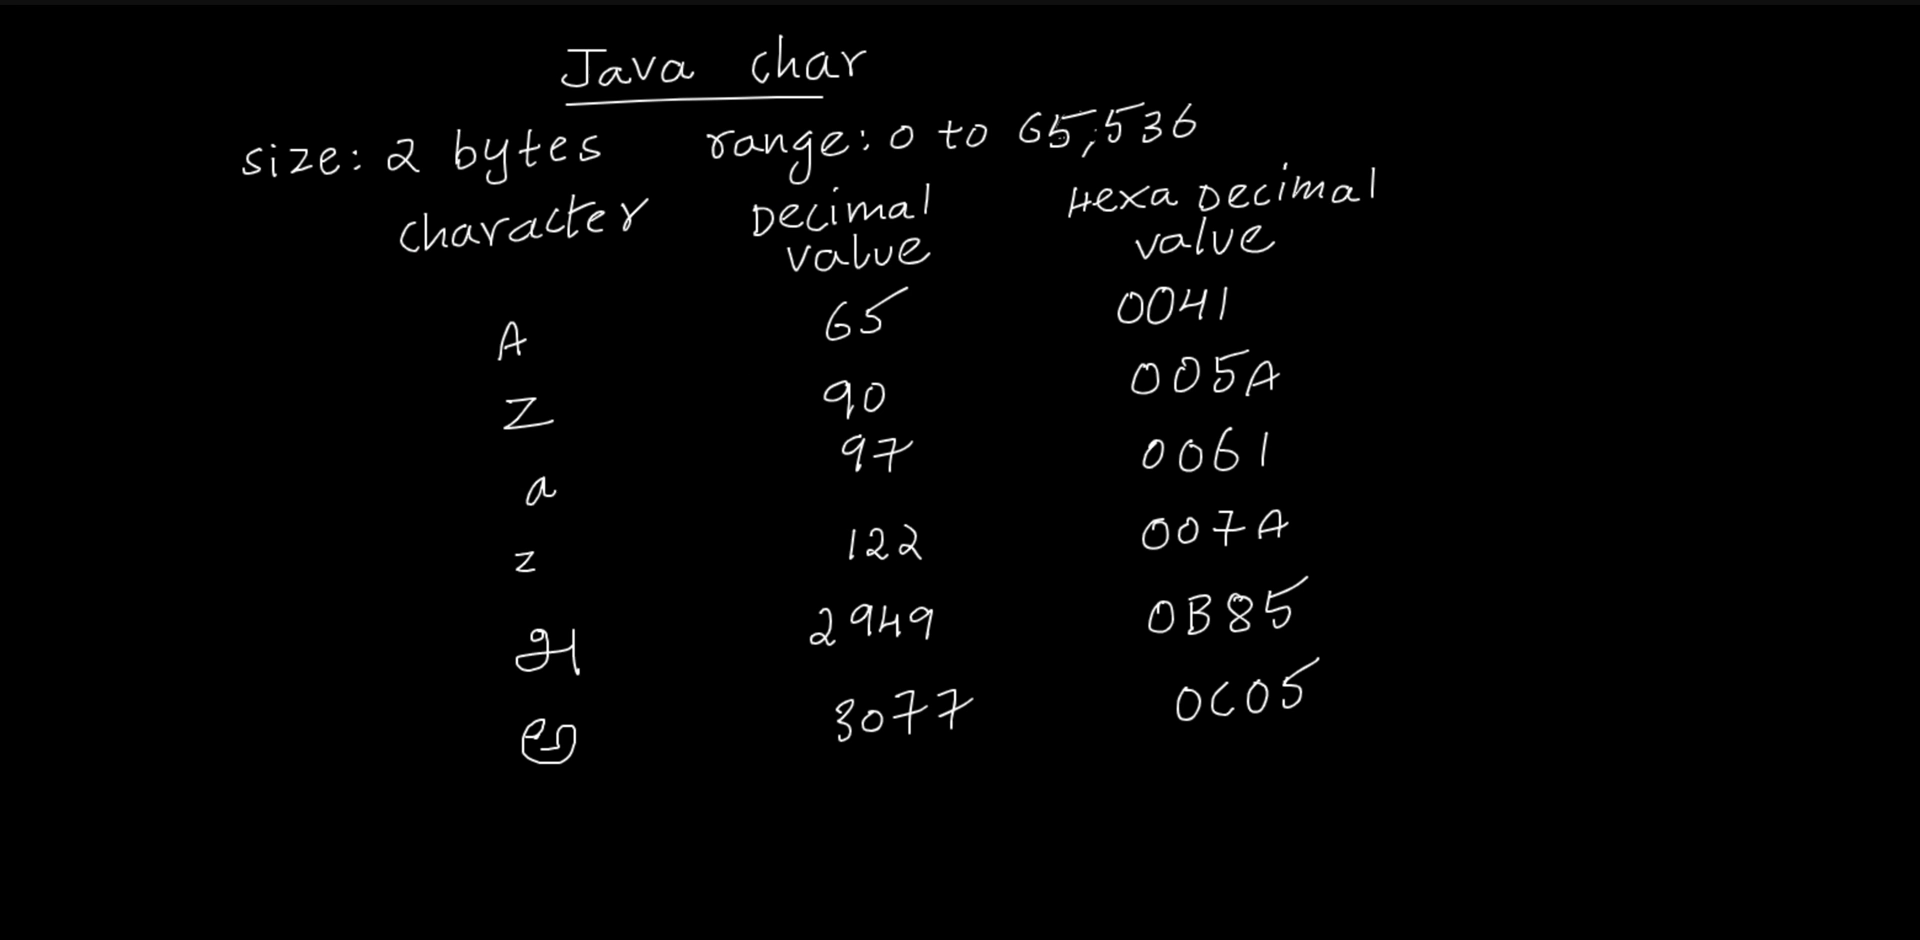 Java char
size: 2 bytes range: 0 to 65,536
character Decimal value Hexa Decimal value
A 65 0041
Z 90 005A
a 97 0061
z 122 007A
அ 2949 0B85
అ 3077 0C05